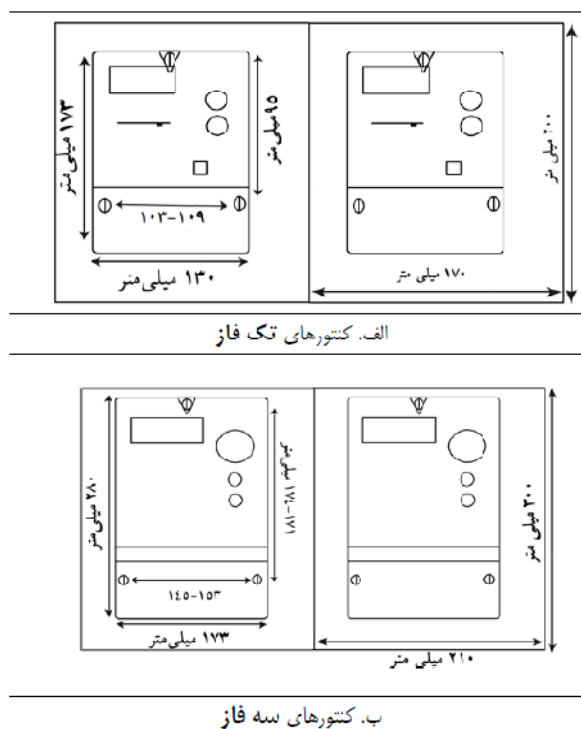 ۱۷۳ میلی متر
۹۵ میلی متر
۱۰۳-۱۰۹
۱۳۰ میلی‌متر
۱۷۰ میلی متر
۲۰۰ میلی متر
الف. کنتورهای تک فاز
۲۸۰ میلی‌متر
۱۷۴-۱۸۱ میلی‌متر
۱۴۵-۱۵۳
۱۷۳ میلی‌متر
۲۱۰ میلی متر
۳۰۰ میلی متر
ب. کنتورهای سه فاز